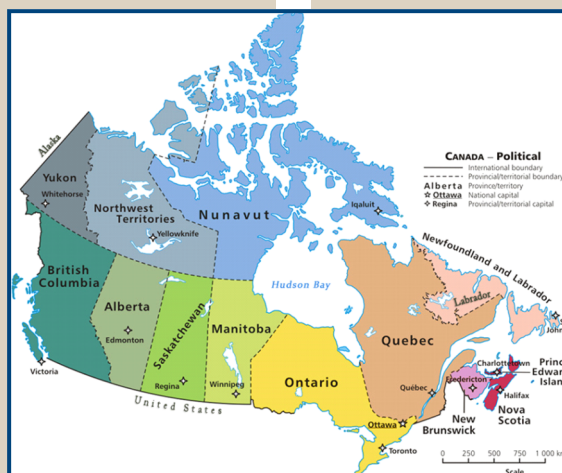 CANADA – Political
International boundary
Provincial/territorial boundary
Alberta Province/territory
Ottawa National capital
Regina Provincial/territorial capital
Alaska
Yukon
Whitehorse
Northwest
Territories
Yellowknife
Nunavut
Iqaluit
British
Columbia
Victoria
Alberta
Edmonton
Saskatchewan
Regina
Manitoba
Winnipeg
United States
Hudson Bay
Ontario
Ottawa
Toronto
Quebec
Québec
Newfoundland and Labrador
Labrador
Charlottetown
Fredericton
Halifax
New
Brunswick
Nova
Scotia
Edward
0 250 500 750 1 000
Scale